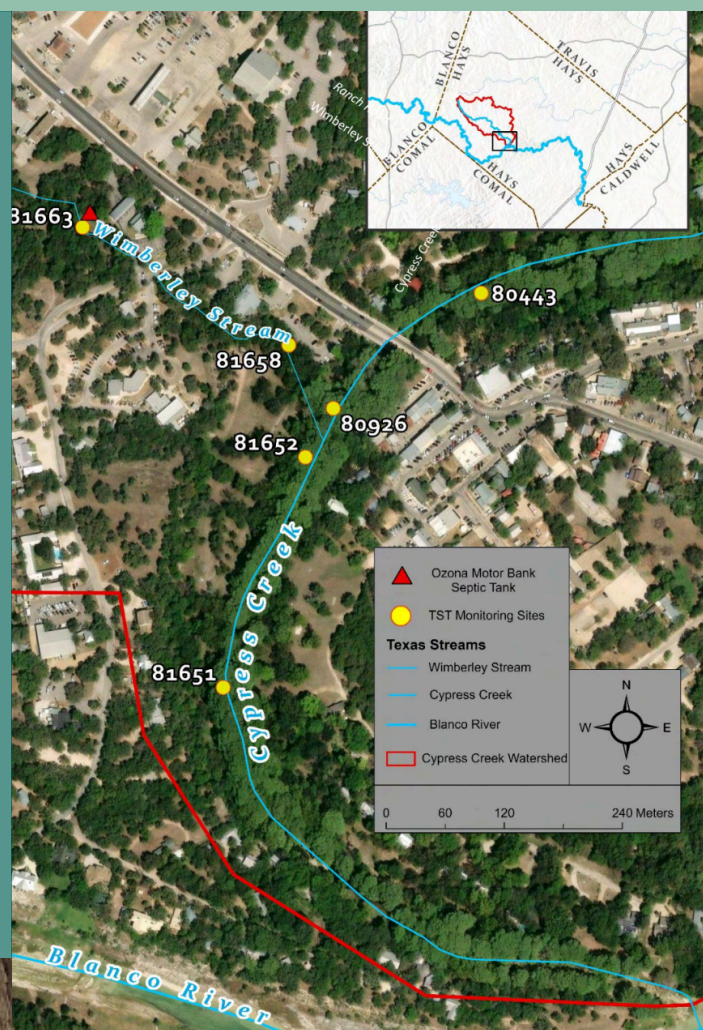 BLANCO
HAYS
TRAVIS
HAYS
BLANCO
COMAL
HAYS
COMAL
HAYS
CALDWELL
Ranch
Wimberley S
81663
Wimberley Stream
Cypress Creek
80443
81658
80926
81652
Cypress Creek
81651
Ozona Motor Bank
Septic Tank
TST Monitoring Sites
Texas Streams
Wimberley Stream
Cypress Creek
Blanco River
Cypress Creek Watershed
N
W
E
S
0 60 120 240 Meters
Blanco River